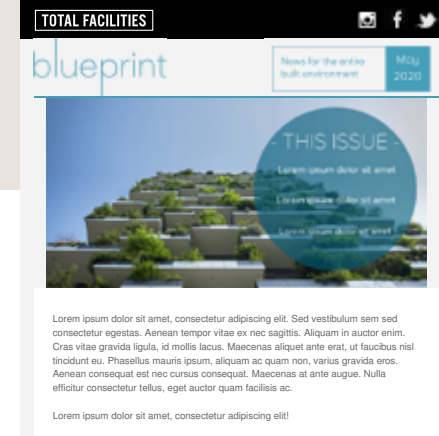 TOTAL FACILITIES
blueprint
News for the entire
built environment
May
2020
- THIS ISSUE -
Lorem ipsum dolor sit amet
Lorem ipsum dolor sit amet
Lorem ipsum dolor sit amet
Lorem ipsum dolor sit amet, consectetur adipiscing elit. Sed vestibulum sem sed
consectetur egestas. Aenean tempor vitae ex nec sagittis. Aliquam in auctor enim.
Cras vitae gravida ligula, id mollis lacus. Maecenas aliquet ante erat, ut faucibus nisl
tincidunt eu. Phasellus mauris ipsum, aliquam ac quam non, varius gravida eros.
Aenean consequat est nec cursus consequat. Maecenas at ante augue. Nulla
efficitur consectetur tellus, eget auctor quam facilisis ac.
Lorem ipsum dolor sit amet, consectetur adipiscing elit!